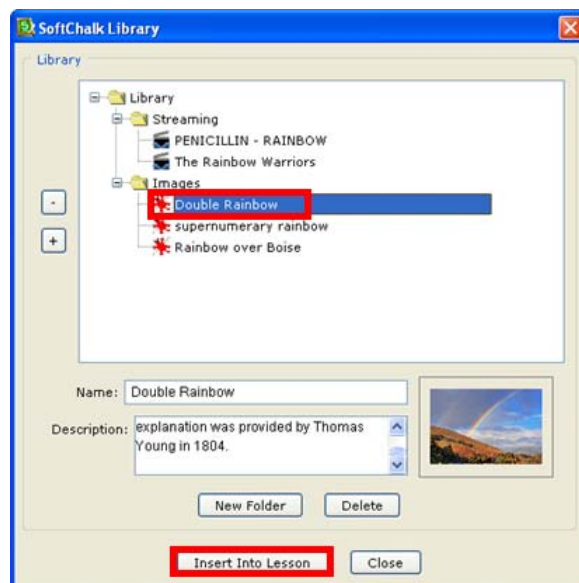 SoftChalk Library
Library
Library
Streaming
PENICILLIN - RAINBOW
The Rainbow Warriors
Images
Double Rainbow
supernumerary rainbow
Rainbow over Boise
-
+
Name: Double Rainbow
Description: explanation was provided by Thomas
Young in 1804.
New Folder Delete
Insert Into Lesson Close